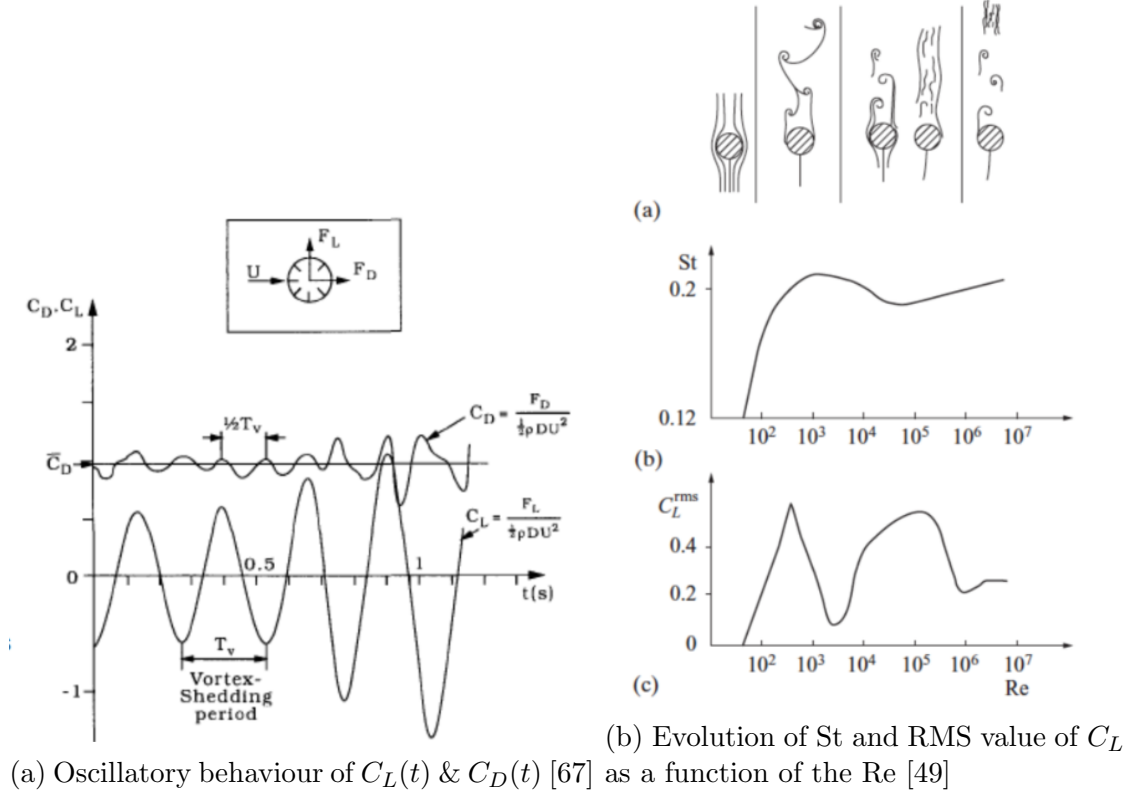 F_L
U
F_D
C_D, C_L
2
½T_v
C_D = F_D / ½ρDU²
C̄_D
C_L = F_L / ½ρDU²
0.5
1
0
t(s)
T_v
Vortex-
Shedding
period
-1
(a) Oscillatory behaviour of C_L(t) & C_D(t) [67]
(a)
St
0.2
0.12
10² 10³ 10⁴ 10⁵ 10⁶ 10⁷
(b)
C_L^rms
0.4
0.2
0
10² 10³ 10⁴ 10⁵ 10⁶ 10⁷
(c)
Re
(b) Evolution of St and RMS value of C_L
as a function of the Re [49]